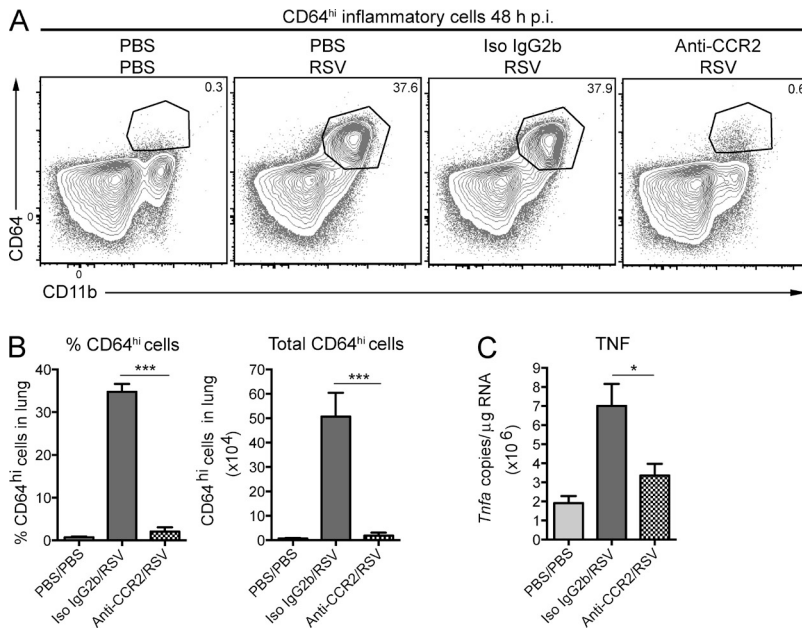 A
CD64hi inflammatory cells 48 h p.i.
PBS
PBS
PBS
RSV
Iso IgG2b
RSV
Anti-CCR2
RSV
0.3
37.6
37.9
0.6
CD64
0
0
CD11b
B
% CD64hi cells
% CD64hi cells in lung
40
30
20
10
0
PBS/PBS
Iso IgG2b/RSV
Anti-CCR2/RSV
***
Total CD64hi cells
CD64hi cells in lung
(x104)
70
60
50
40
30
20
10
0
PBS/PBS
Iso IgG2b/RSV
Anti-CCR2/RSV
***
C
TNF
Tnfa copies/μg RNA
(x10 6)
9
8
7
6
5
4
3
2
1
0
PBS/PBS
Iso IgG2b/RSV
Anti-CCR2/RSV
*